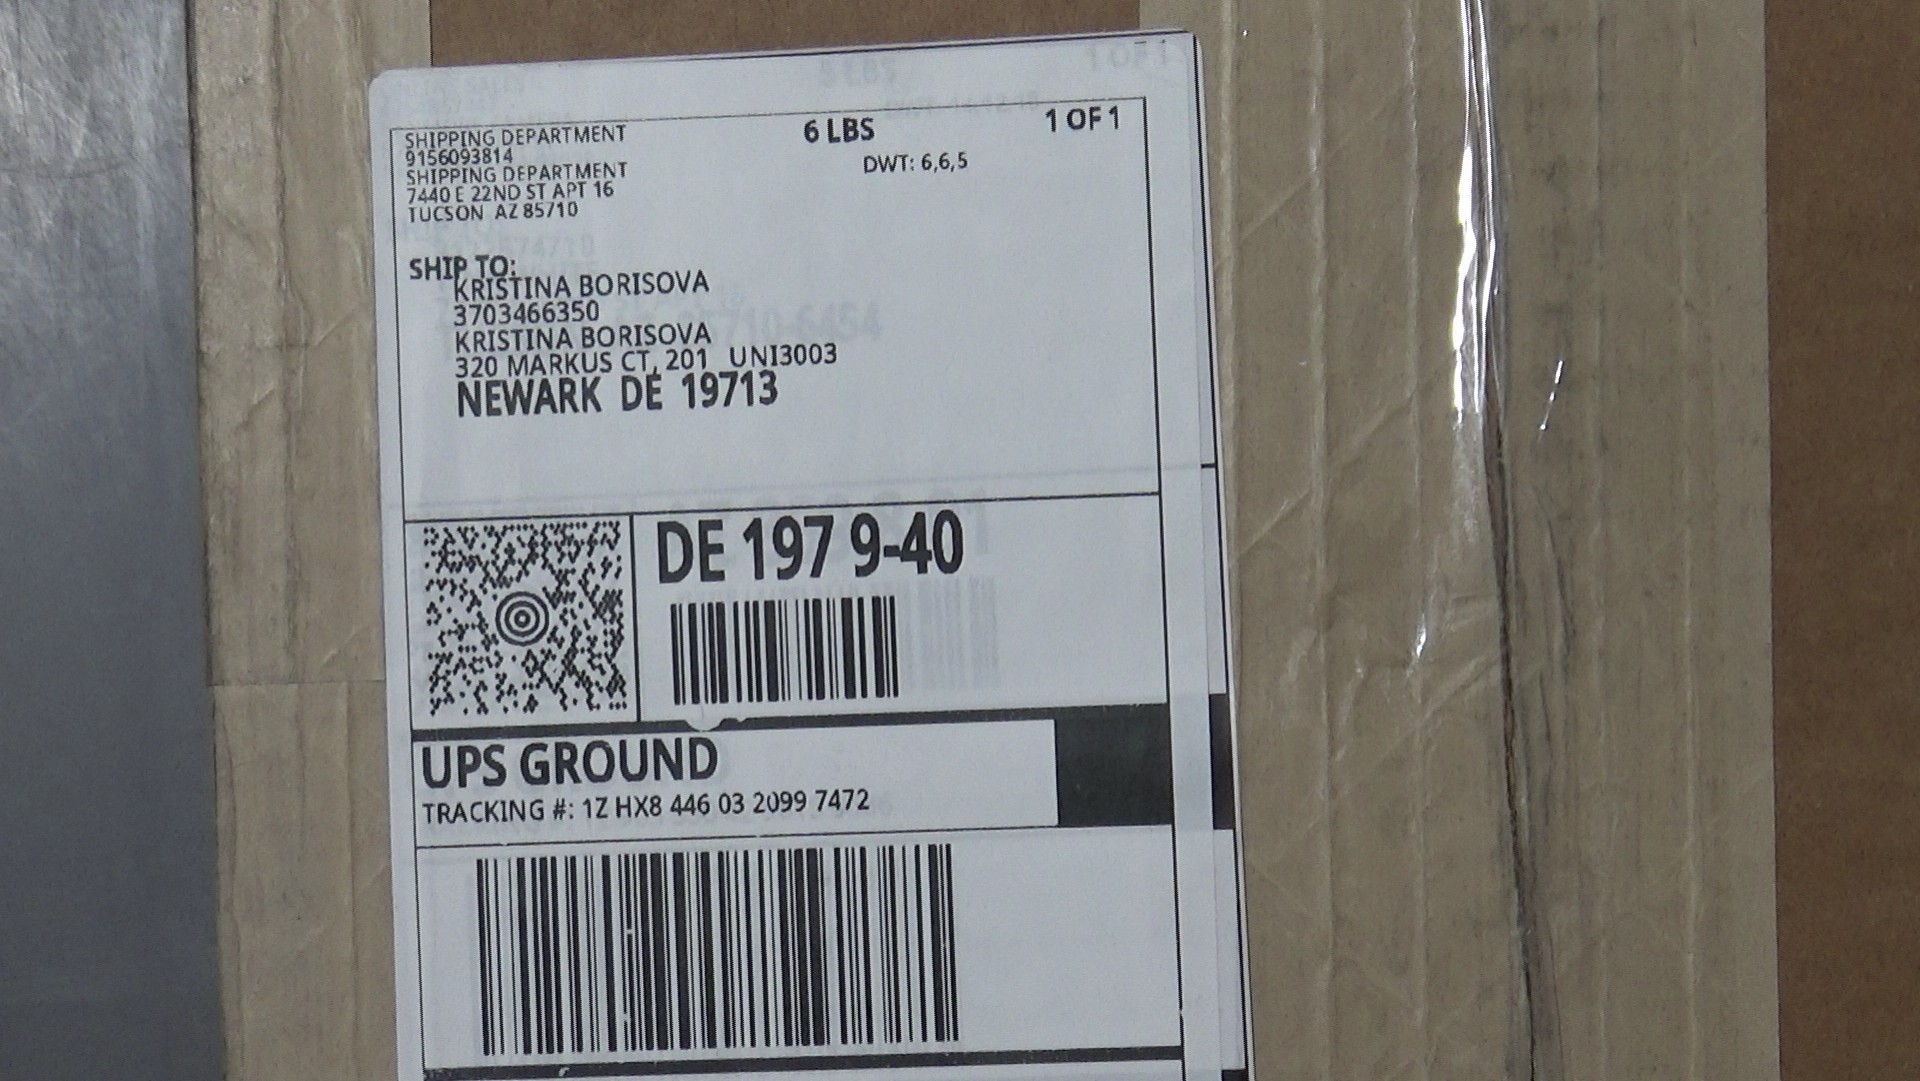 SHIPPING DEPARTMENT
9156093814
SHIPPING DEPARTMENT
7440 E 22ND ST APT 16
TUCSON AZ 85710
6 LBS
1 OF 1
DWT: 6,6,5
SHIP TO:
KRISTINA BORISOVA
3703466350
KRISTINA BORISOVA
320 MARKUS CT, 201 UNI3003
NEWARK DE 19713
DE 197 9-40
UPS GROUND
TRACKING #: 1Z HX8 446 03 2099 7472